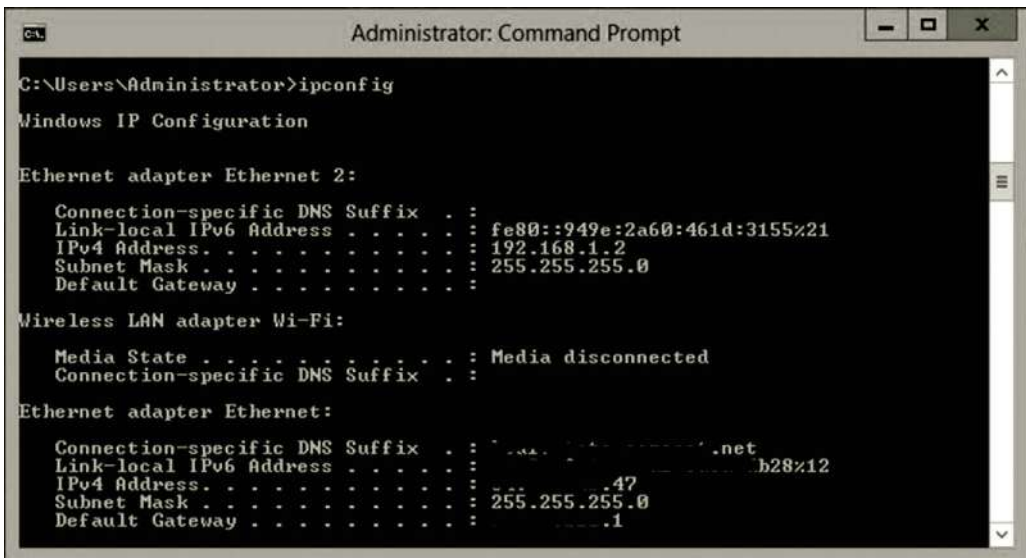 Administrator: Command Prompt
C:\Users\Administrator>ipconfig
Windows IP Configuration
Ethernet adapter Ethernet 2:
Connection-specific DNS Suffix . :
Link-local IPv6 Address . . . . . : fe80::949e:2a60:461d:3155%21
IPv4 Address. . . . . . . . . . . : 192.168.1.2
Subnet Mask . . . . . . . . . . . : 255.255.255.0
Default Gateway . . . . . . . . . :
Wireless LAN adapter Wi-Fi:
Media State . . . . . . . . . . . : Media disconnected
Connection-specific DNS Suffix . :
Ethernet adapter Ethernet:
Connection-specific DNS Suffix . : .net
Link-local IPv6 Address . . . . . : b28%12
IPv4 Address. . . . . . . . . . . : .47
Subnet Mask . . . . . . . . . . . : 255.255.255.0
Default Gateway . . . . . . . . . : .1